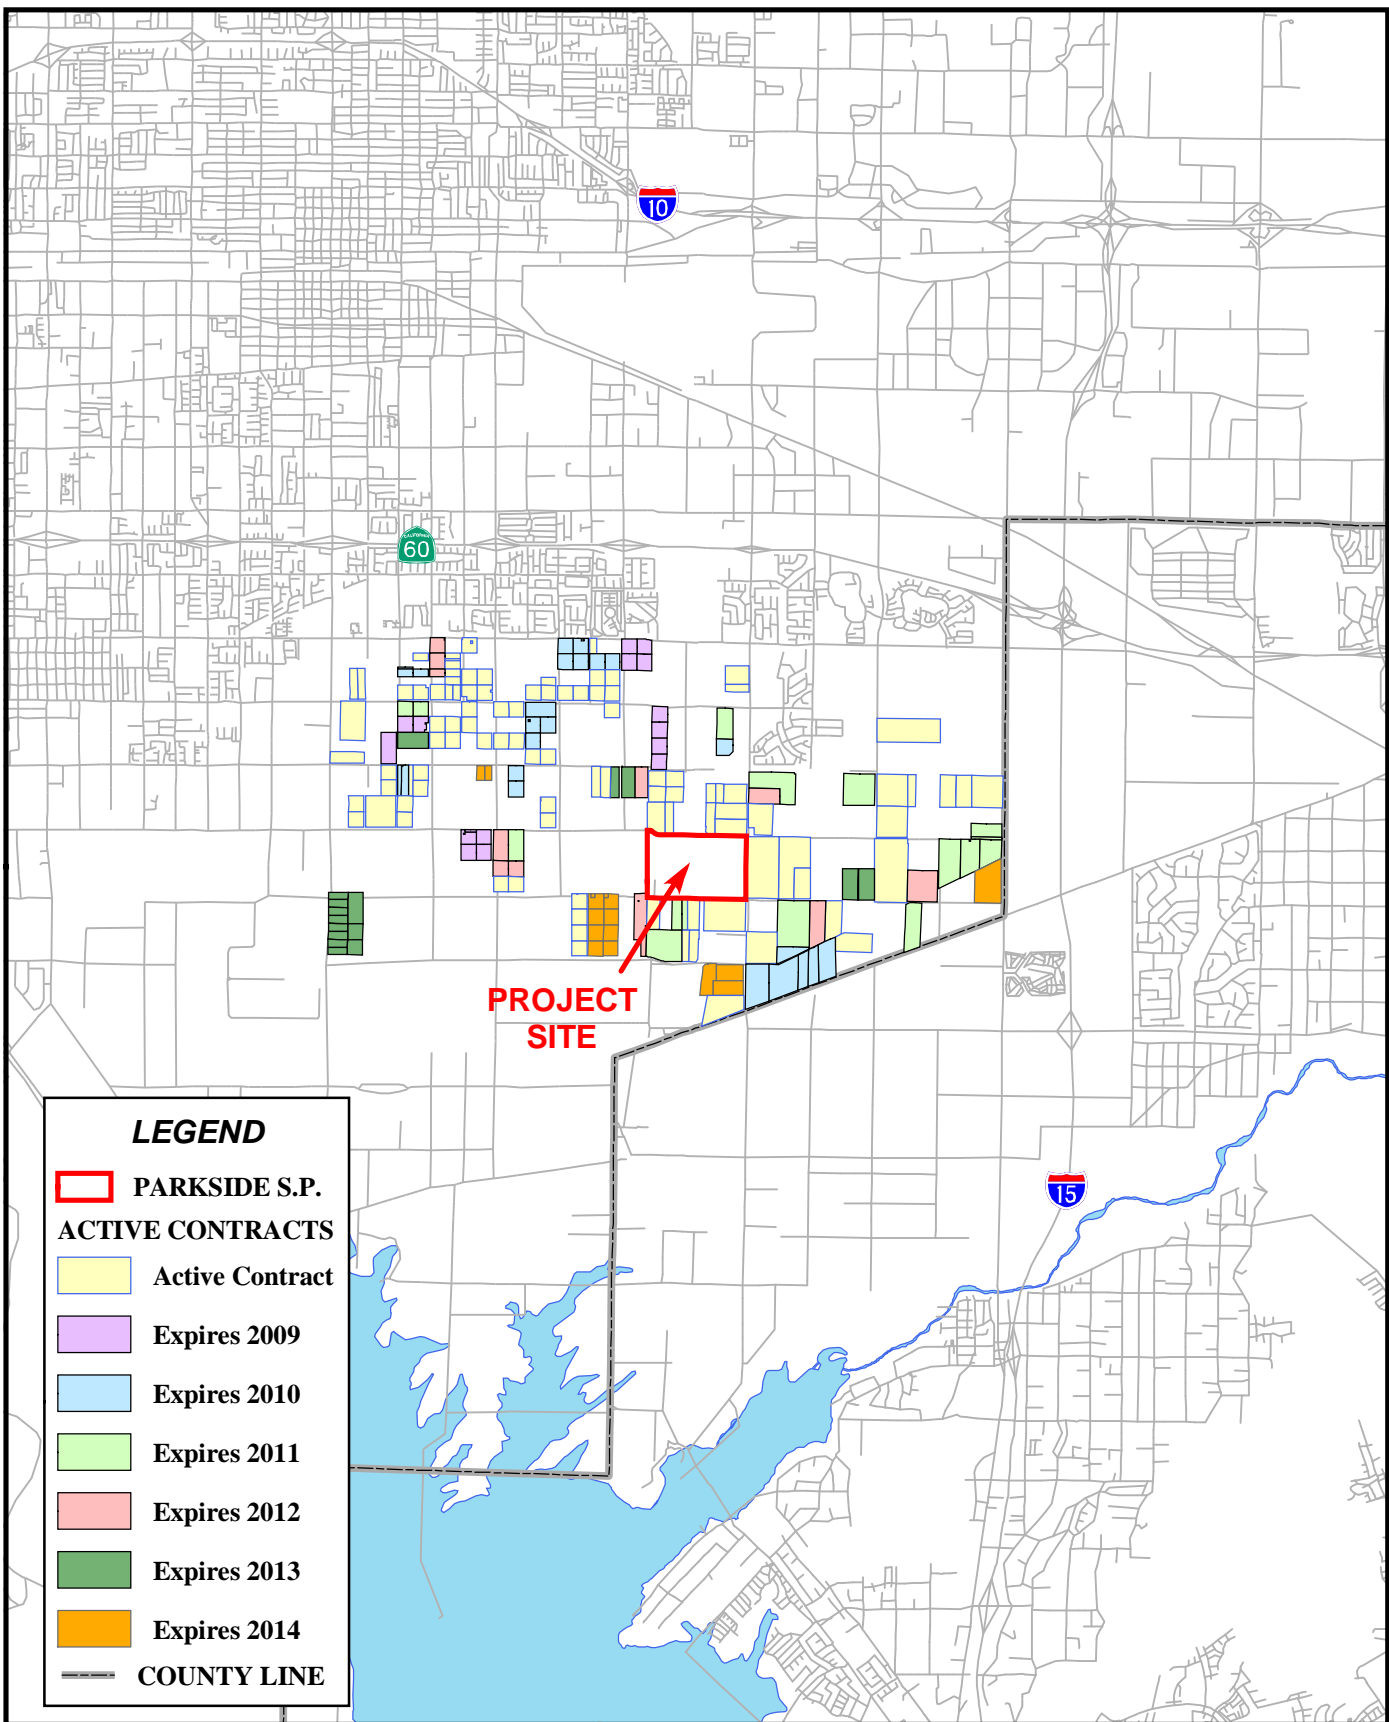 10
CALIFORNIA
60
PROJECT
SITE
15
LEGEND
PARKSIDE S.P.
ACTIVE CONTRACTS
Active Contract
Expires 2009
Expires 2010
Expires 2011
Expires 2012
Expires 2013
Expires 2014
COUNTY LINE